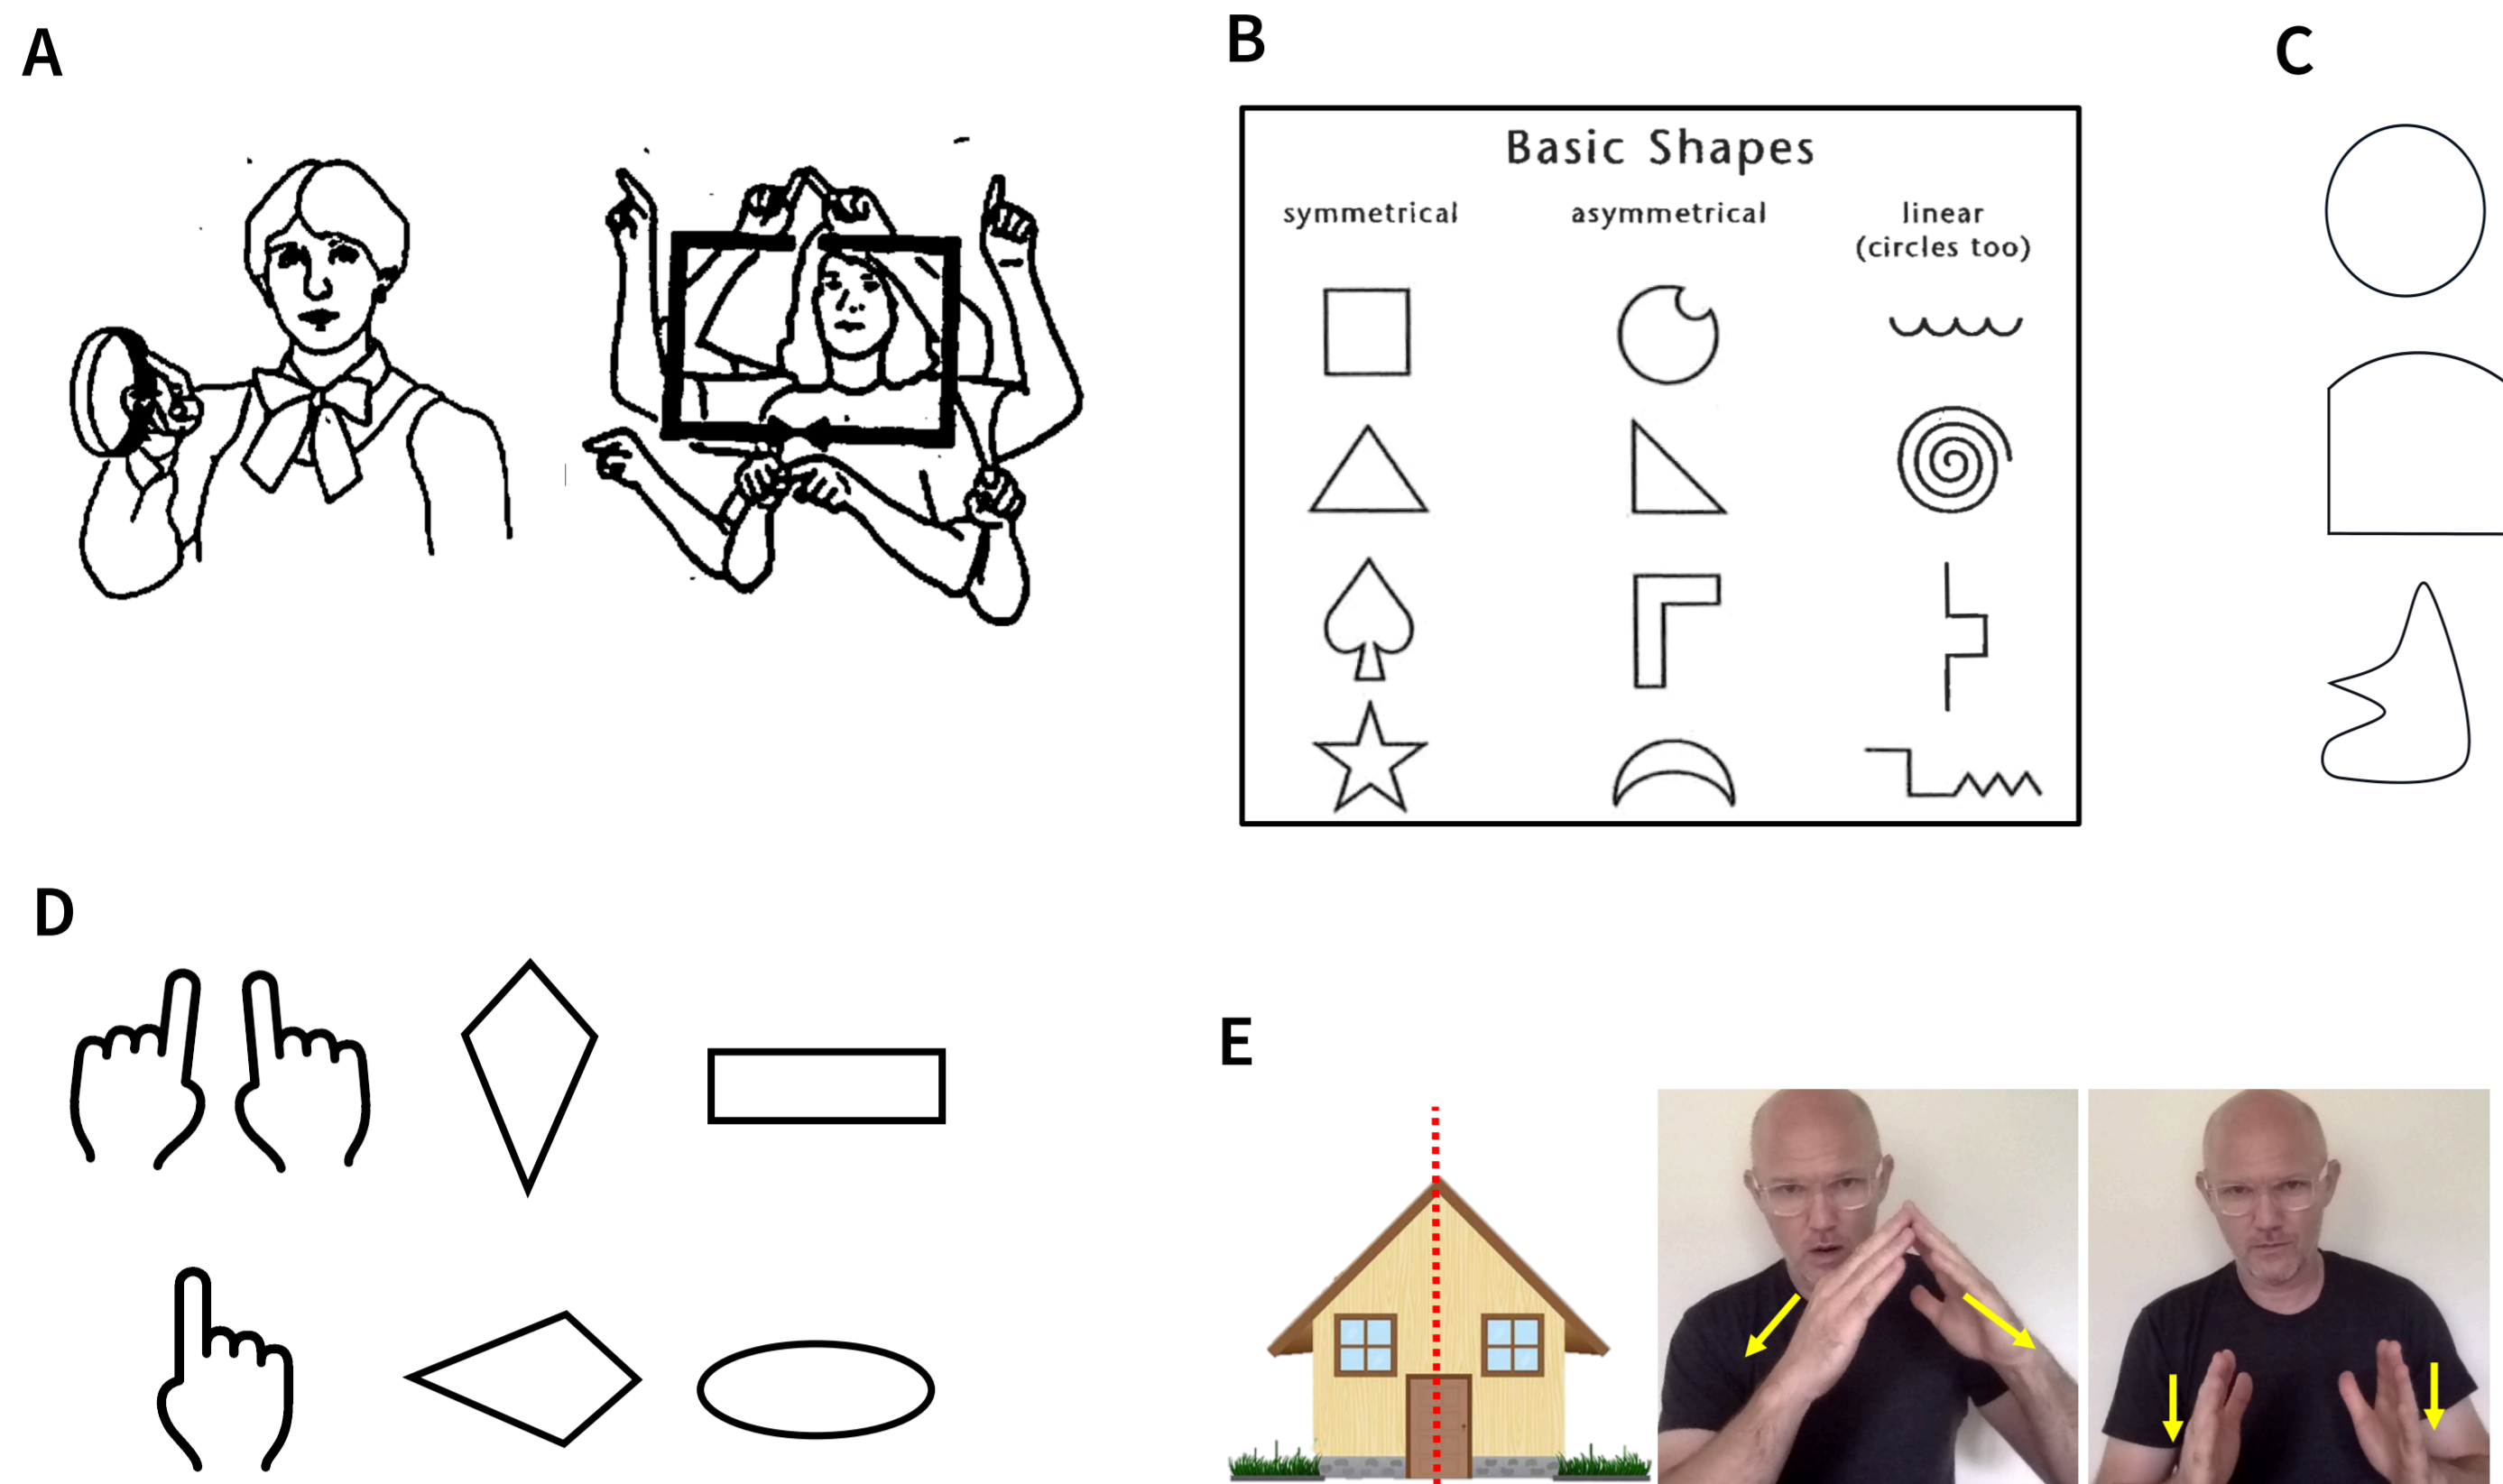 A
B
C
Basic Shapes
symmetrical asymmetrical linear
(circles too)
D
E